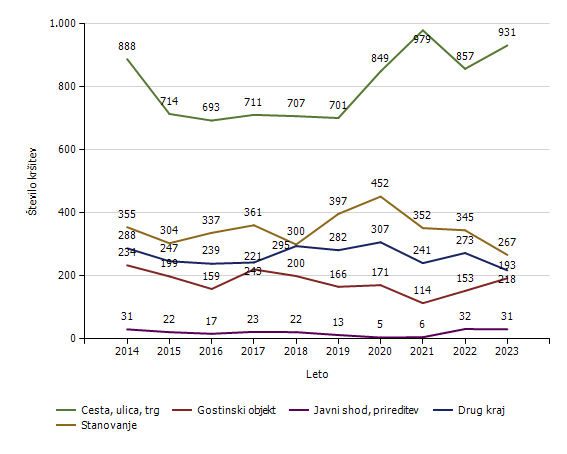 1.000
800
600
400
200
0
Število kršitev
888 714 693 711 707 701 849 979 857 931
355 304 337 361 300 397 452 352 345 267
288 247 239 243 295 282 307 241 273 218
234 199 159 221 200 166 171 114 153 193
31 22 17 23 22 13 5 6 32 31
2014 2015 2016 2017 2018 2019 2020 2021 2022 2023
Leto
Cesta, ulica, trg Gostinski objekt Javni shod, prireditev Drug kraj
Stanovanje